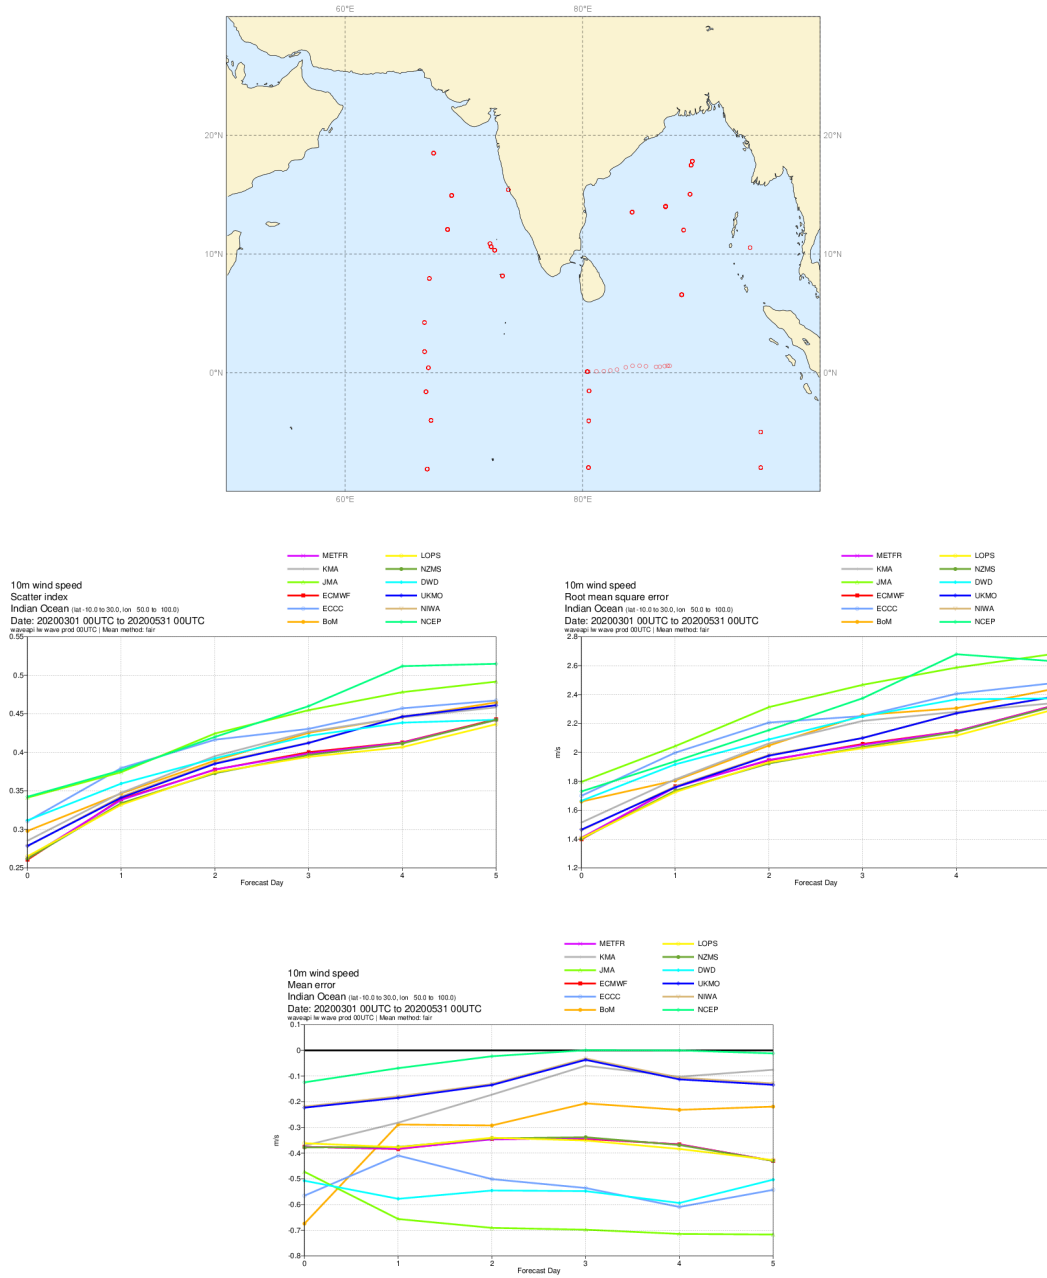 60°E 80°E
20°N 20°N
10°N 10°N
0°N 0°N
60°E 80°E
METFR LOPS
KMA NZMS
JMA DWD
ECMWF UKMO
ECCC NIWA
BoM NCEP
10m wind speed
Scatter index
Indian Ocean (lat -10.0 to 30.0, lon 50.0 to 100.0)
Date: 20200301 00UTC to 20200531 00UTC
waveapi lw wave prod 00UTC | Mean method: fair
0.55
0.5
0.45
0.4
0.35
0.3
0.25
0 1 2 3 4 5
Forecast Day
METFR LOPS
KMA NZMS
JMA DWD
ECMWF UKMO
ECCC NIWA
BoM NCEP
10m wind speed
Root mean square error
Indian Ocean (lat -10.0 to 30.0, lon 50.0 to 100.0)
Date: 20200301 00UTC to 20200531 00UTC
waveapi lw wave prod 00UTC | Mean method: fair
2.8
2.6
2.4
2.2
2
1.8
1.6
1.4
1.2
m/s
0 1 2 3 4
Forecast Day
METFR LOPS
KMA NZMS
JMA DWD
ECMWF UKMO
ECCC NIWA
BoM NCEP
10m wind speed
Mean error
Indian Ocean (lat -10.0 to 30.0, lon 50.0 to 100.0)
Date: 20200301 00UTC to 20200531 00UTC
waveapi lw wave prod 00UTC | Mean method: fair
0.1
0
-0.1
-0.2
-0.3
-0.4
-0.5
-0.6
-0.7
-0.8
m/s
0 1 2 3 4 5
Forecast Day